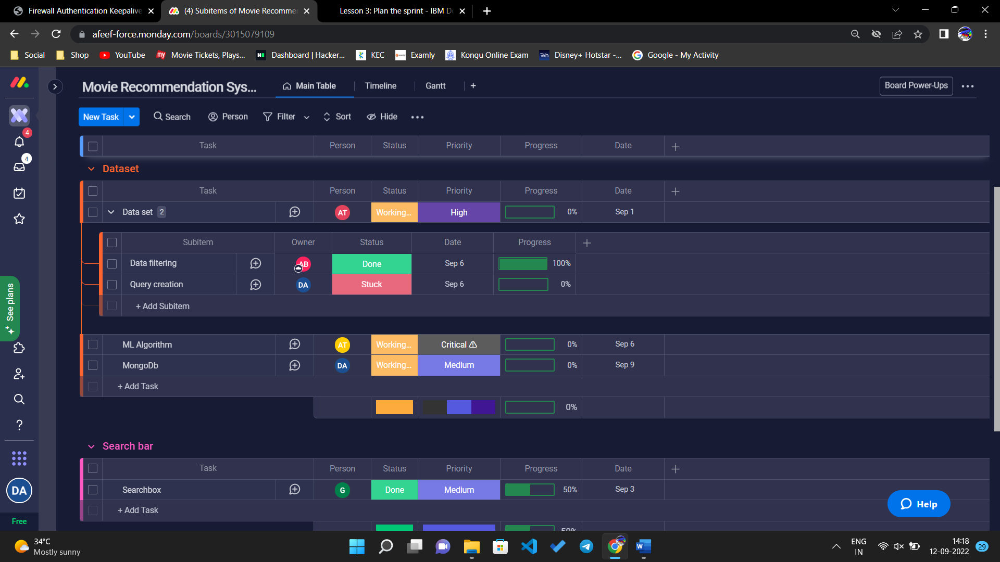 Firewall Authentication Keepalive
(4) Subitems of Movie Recomme
Lesson 3: Plan the sprint - IBM Do
afeef-force.monday.com/boards/3015079109
Social
Shop
YouTube
Movie Tickets, Plays...
Dashboard | Hacker...
KEC
Examly
Kongu Online Exam
Disney+ Hotstar -...
Google - My Activity
Movie Recommendation Sys...
Main Table
Timeline
Gantt
+
Board Power-Ups
New Task
Search
Person
Filter
Sort
Hide
Task Person Status Priority Progress Date
4
4
Dataset
Task Person Status Priority Progress Date
Data set 2 AT Working... High 0% Sep 1
Subitem Owner Status Date Progress
Data filtering AB Done Sep 6 100%
Query creation DA Stuck Sep 6 0%
+ Add Subitem
See plans
ML Algorithm AT Working... Critical 0% Sep 6
MongoDb DA Working... Medium 0% Sep 9
+ Add Task
0%
Search bar
Task Person Status Priority Progress Date
Searchbox G Done Medium 50% Sep 3
+ Add Task
50%
DA
Free
Help
34°C
Mostly sunny
ENG
IN
14:18
12-09-2022
29